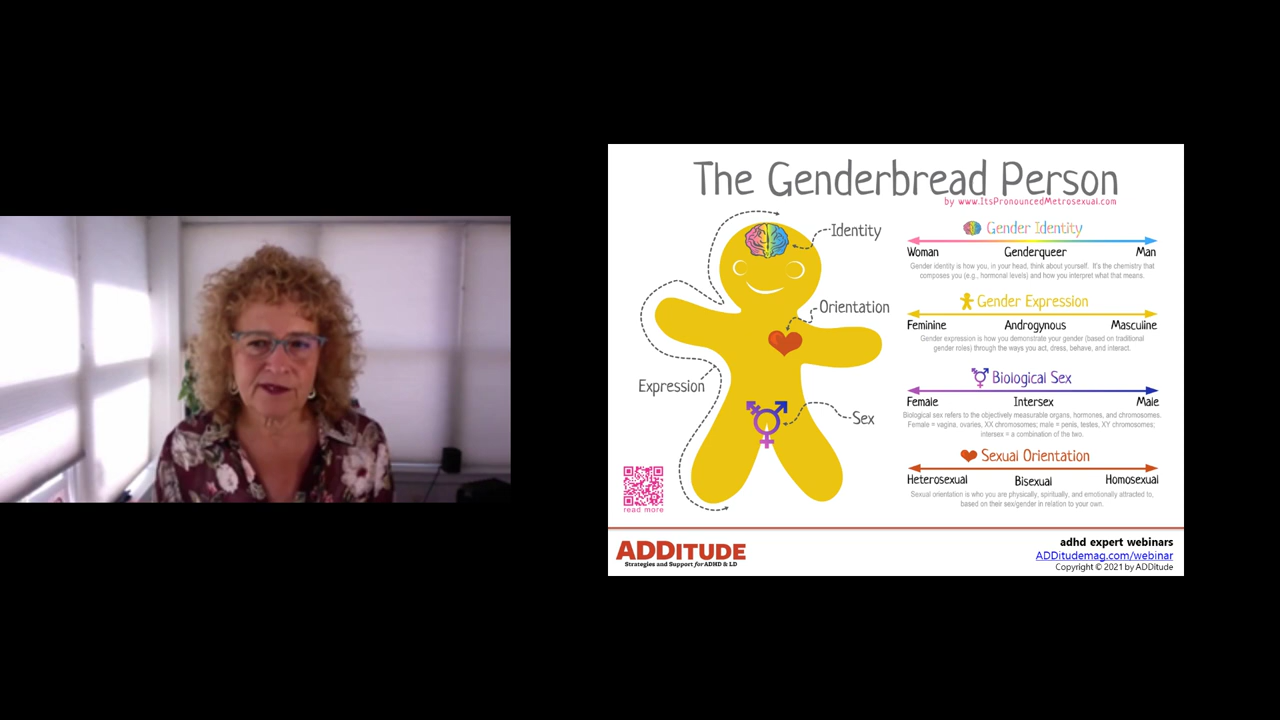 The Genderbread Person
by www.ItsPronouncedMetrosexual.com
Identity
Orientation
Expression
Sex
read more
Gender Identity
Woman Genderqueer Man
Gender identity is how you, in your head, think about yourself. It's the chemistry that
composes you (e.g., hormonal levels) and how you interpret what that means.
Gender Expression
Feminine Androgynous Masculine
Gender expression is how you demonstrate your gender (based on traditional
gender roles) through the ways you act, dress, behave, and interact.
Biological Sex
Female Intersex Male
Biological sex refers to the objectively measurable organs, hormones, and chromosomes.
Female = vagina, ovaries, XX chromosomes; male = penis, testes, XY chromosomes;
intersex = a combination of the two.
Sexual Orientation
Heterosexual Bisexual Homosexual
Sexual orientation is who you are physically, spiritually, and emotionally attracted to,
based on their sex/gender in relation to your own.
ADDITUDE
Strategies and Support for ADHD & LD
adhd expert webinars
ADDitudemag.com/webinar
Copyright © 2021 by ADDitude